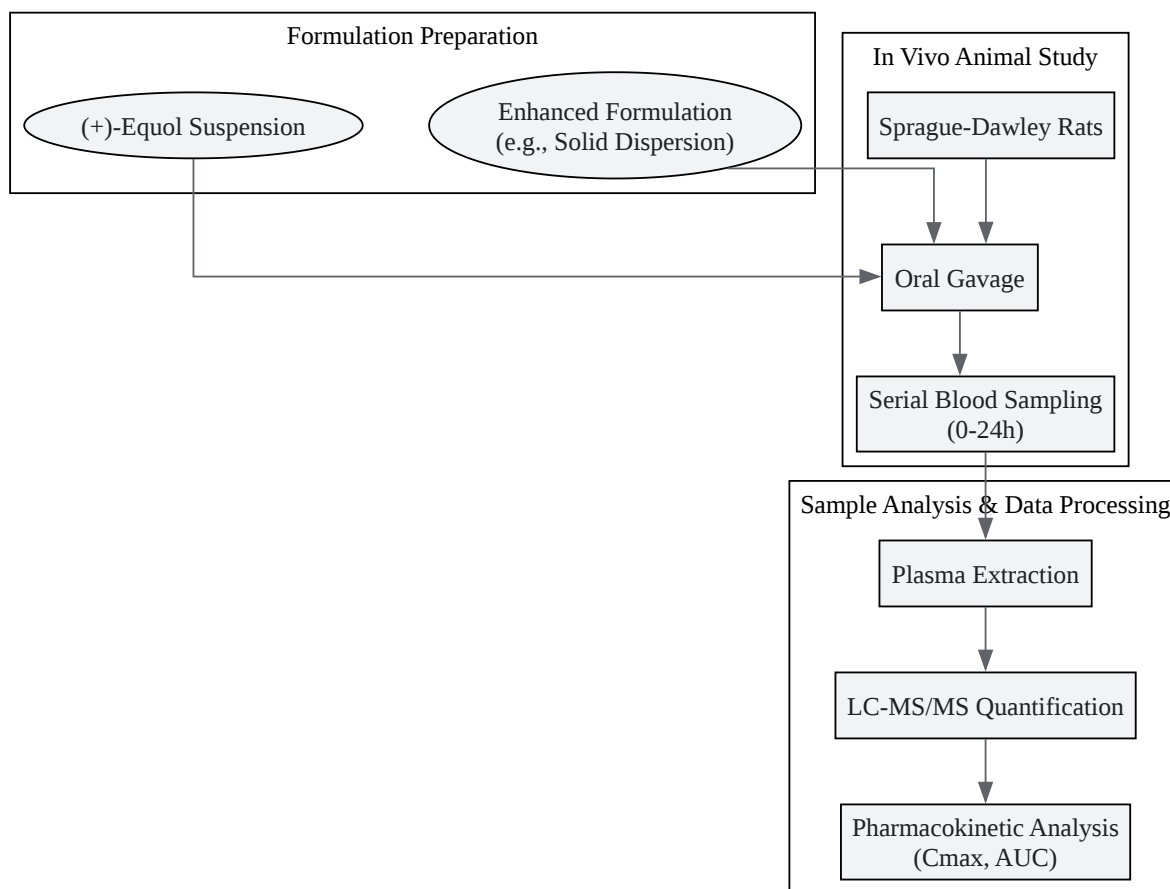 Formulation Preparation
(+)-Equol Suspension
Enhanced Formulation
(e.g., Solid Dispersion)
In Vivo Animal Study
Sprague-Dawley Rats
Oral Gavage
Serial Blood Sampling
(0-24h)
Sample Analysis & Data Processing
Plasma Extraction
LC-MS/MS Quantification
Pharmacokinetic Analysis
(Cmax, AUC)